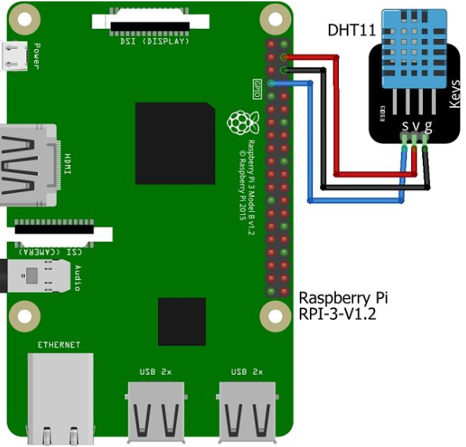 DSI (DISPLAY)
Power
DHT11
Keys
S V g
GPIO
HDMI
Raspberry Pi 3 Model B v1.2
© Raspberry Pi 2015
CSI (CAMERA)
Audio
Raspberry Pi
RPI-3-V1.2
ETHERNET
USB 2x
USB 2x